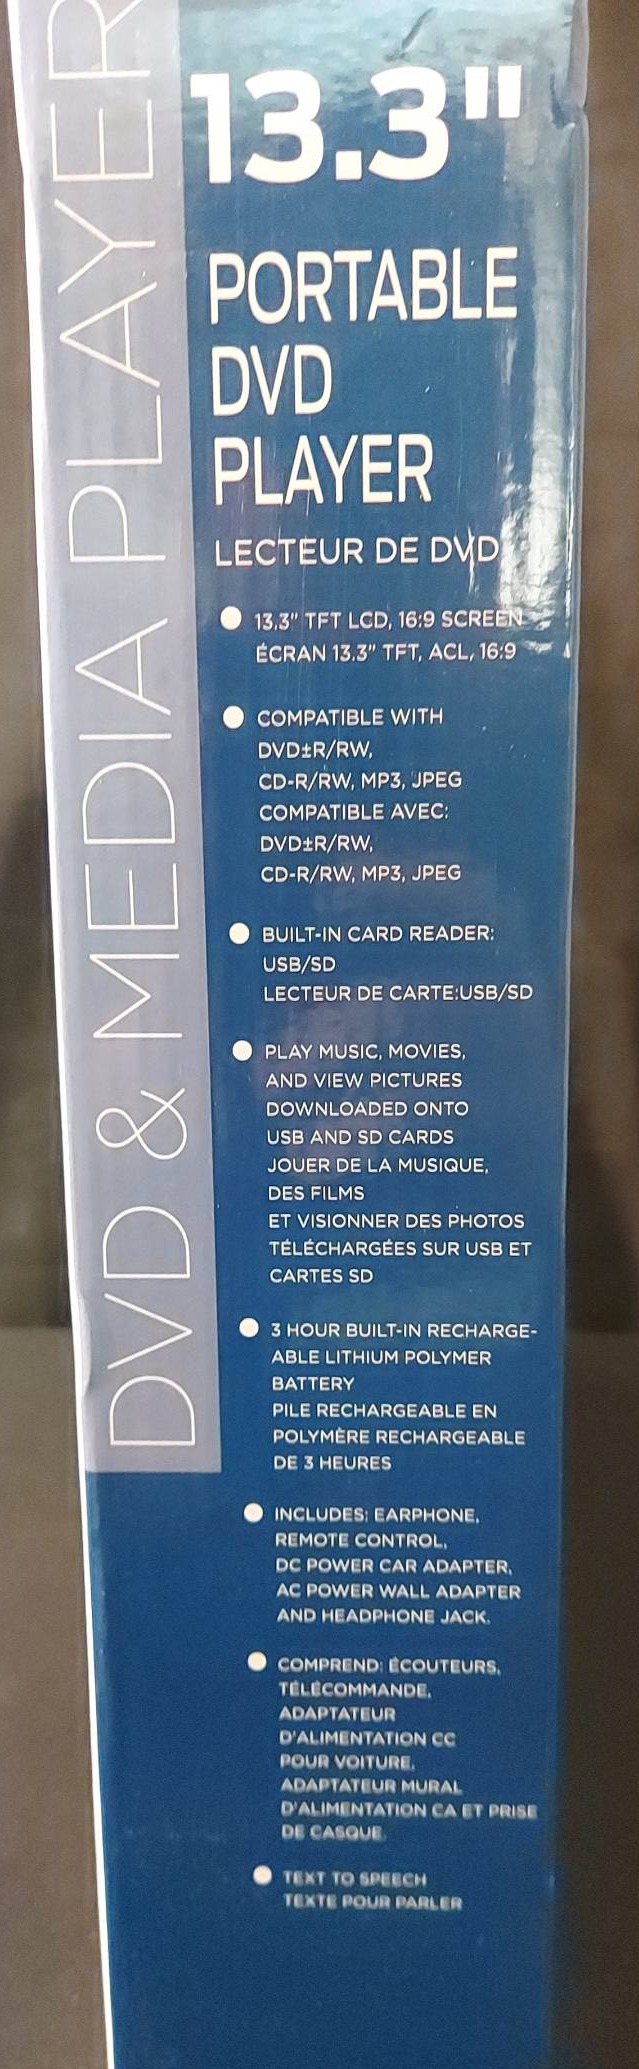 DVD & MEDIA PLAYER
13.3"
PORTABLE
DVD
PLAYER
LECTEUR DE DVD
13.3" TFT LCD, 16:9 SCREEN
ÉCRAN 13.3" TFT, ACL, 16:9
COMPATIBLE WITH
DVD±R/RW,
CD-R/RW, MP3, JPEG
COMPATIBLE AVEC:
DVD±R/RW,
CD-R/RW, MP3, JPEG
BUILT-IN CARD READER:
USB/SD
LECTEUR DE CARTE:USB/SD
PLAY MUSIC, MOVIES,
AND VIEW PICTURES
DOWNLOADED ONTO
USB AND SD CARDS
JOUER DE LA MUSIQUE,
DES FILMS
ET VISIONNER DES PHOTOS
TÉLÉCHARGÉES SUR USB ET
CARTES SD
3 HOUR BUILT-IN RECHARGE-
ABLE LITHIUM POLYMER
BATTERY
PILE RECHARGEABLE EN
POLYMÈRE RECHARGEABLE
DE 3 HEURES
INCLUDES: EARPHONE,
REMOTE CONTROL,
DC POWER CAR ADAPTER,
AC POWER WALL ADAPTER
AND HEADPHONE JACK.
COMPREND: ÉCOUTEURS,
TÉLÉCOMMANDE,
ADAPTATEUR
D'ALIMENTATION CC
POUR VOITURE,
ADAPTATEUR MURAL
D'ALIMENTATION CA ET PRISE
DE CASQUE.
TEXT TO SPEECH
TEXTE POUR PARLER